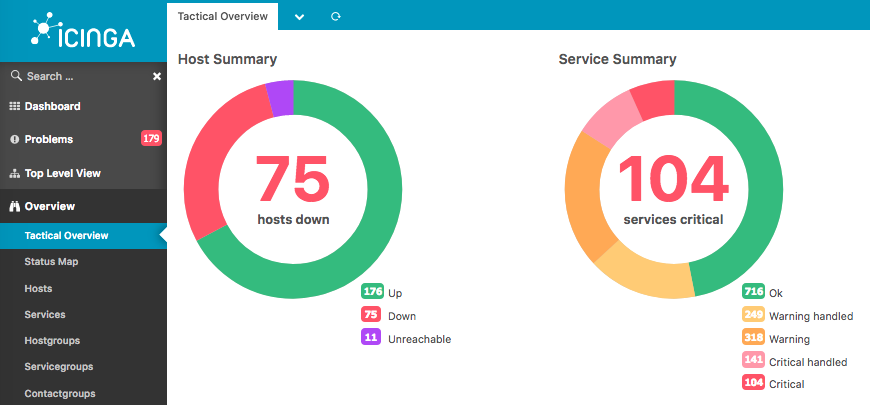 ICINGA
Search ...
Dashboard
Problems 179
Top Level View
Overview
Tactical Overview
Status Map
Hosts
Services
Hostgroups
Servicegroups
Contactgroups
Tactical Overview
Host Summary
75
hosts down
176 Up
75 Down
11 Unreachable
Service Summary
104
services critical
716 Ok
249 Warning handled
318 Warning
141 Critical handled
104 Critical